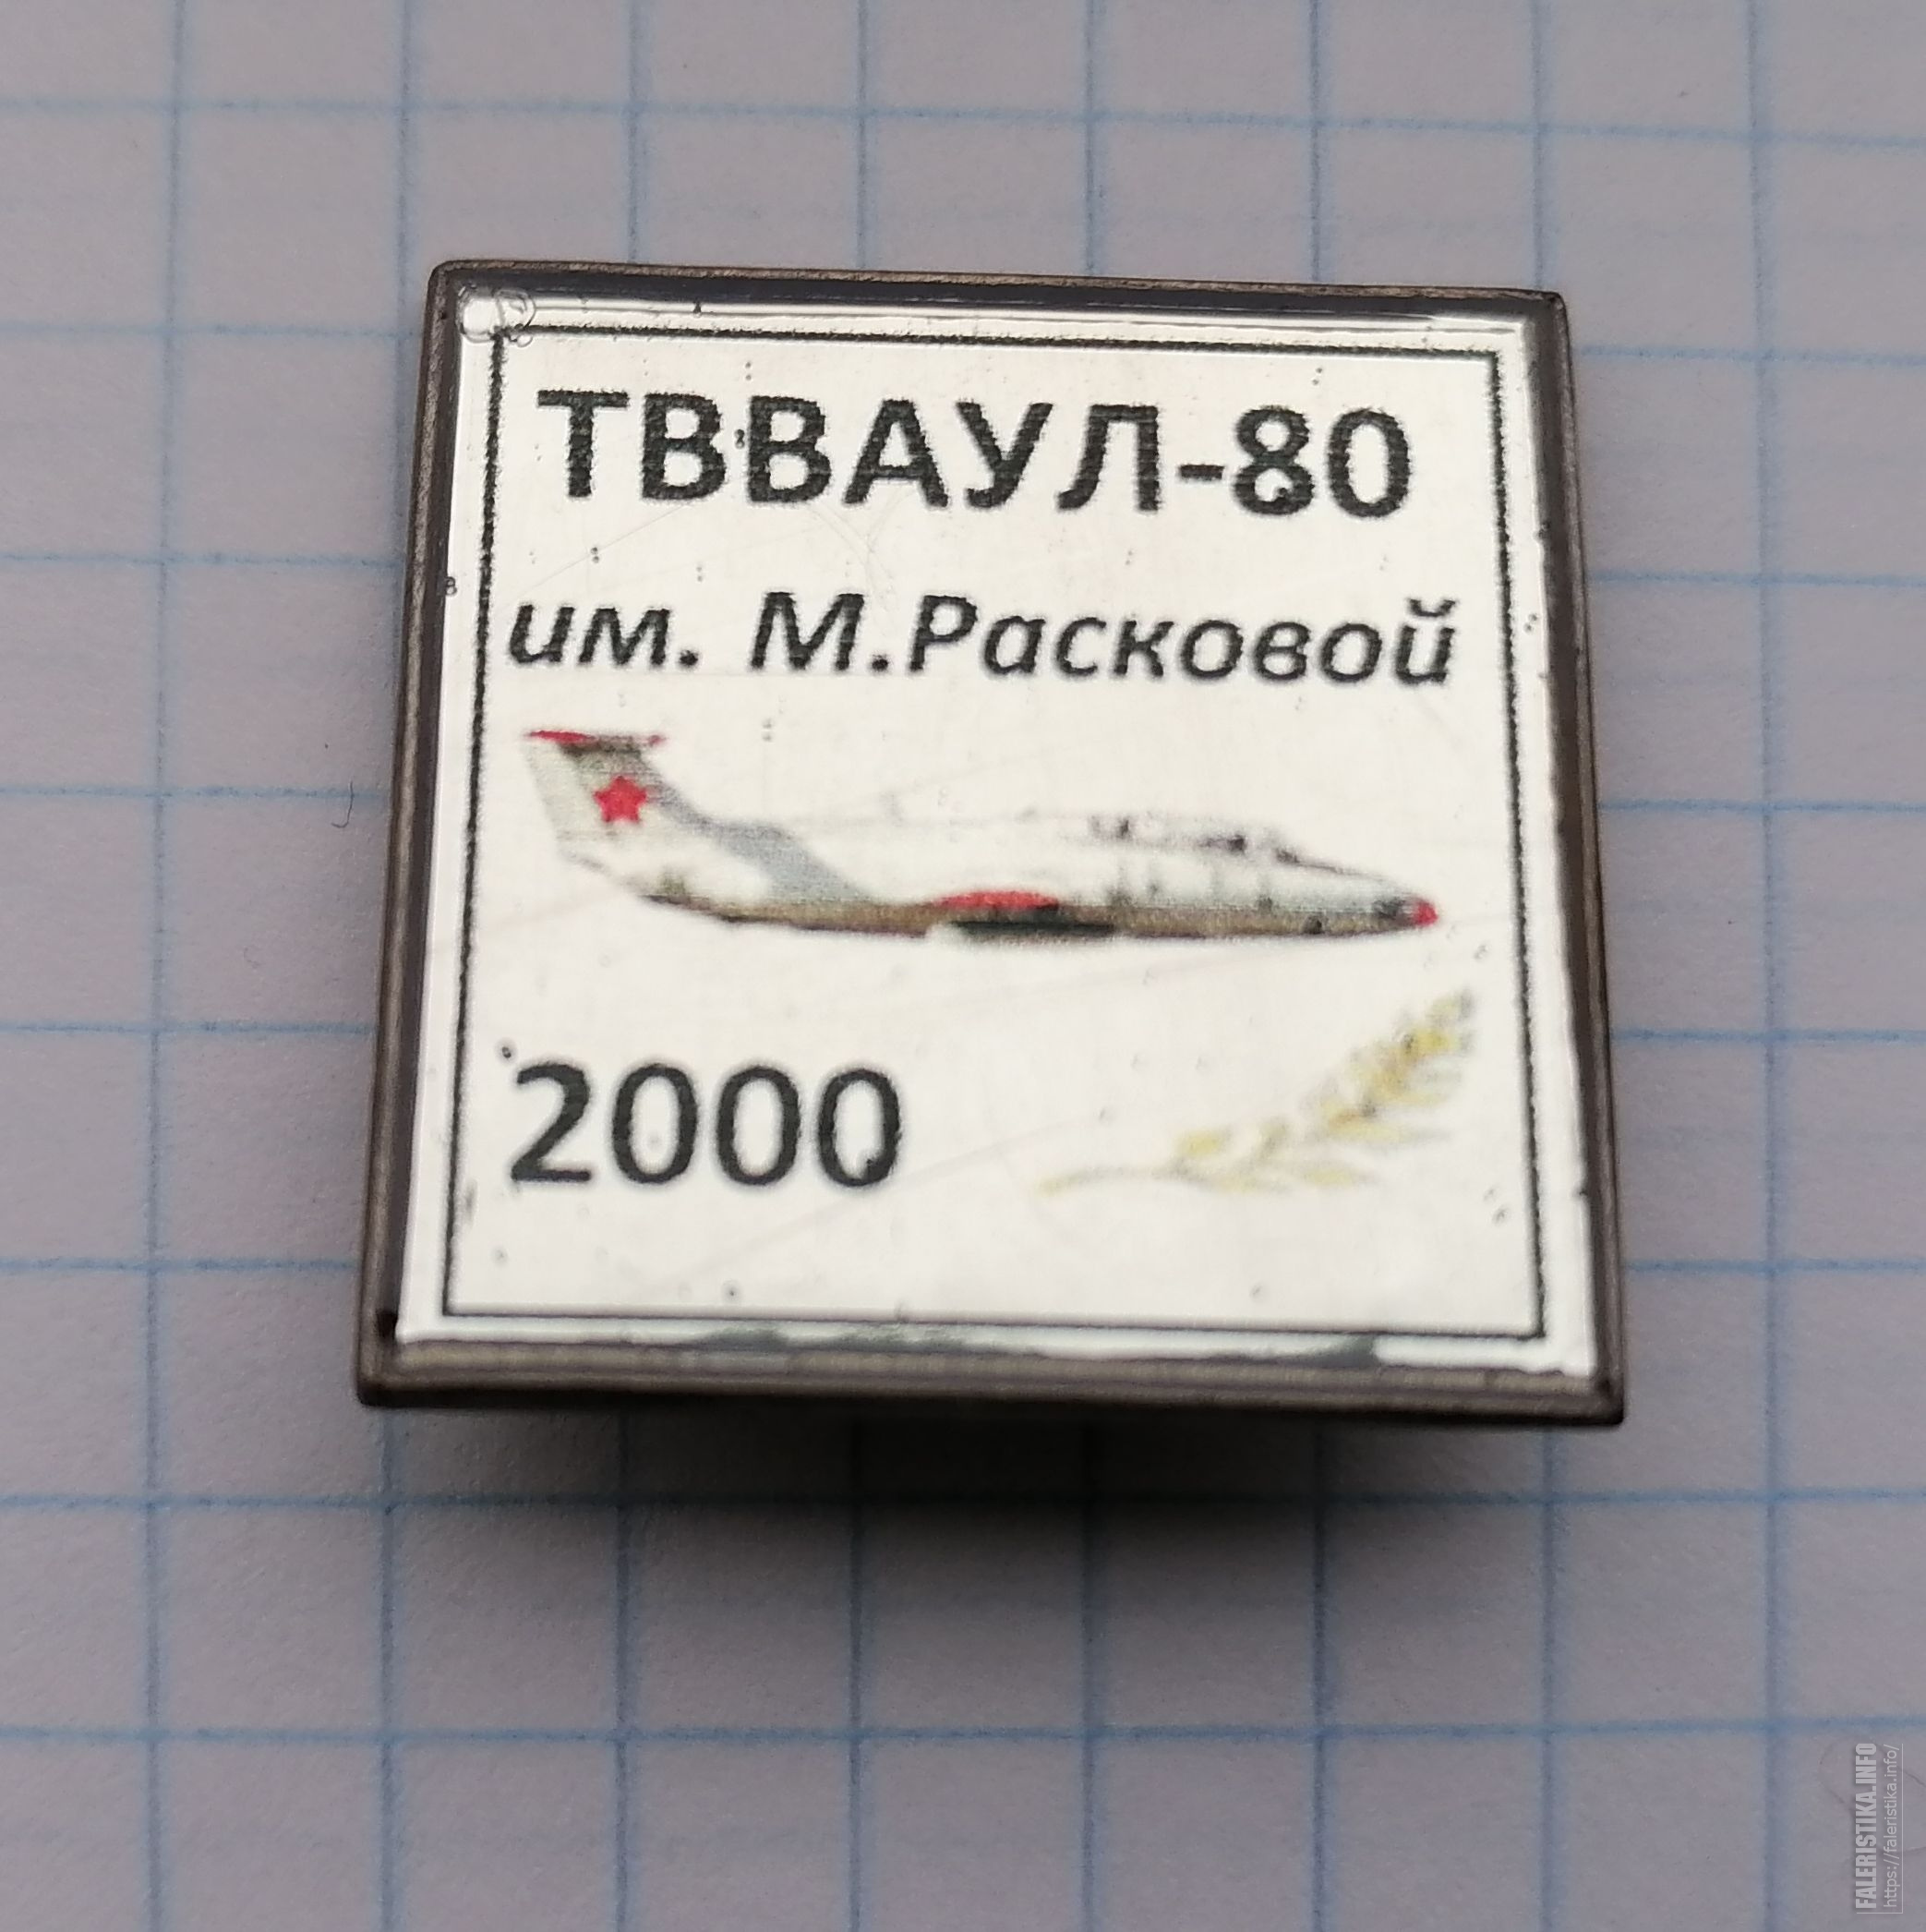 ТВВАУЛ-80
им. М.Расковой
2000
FALERISTIKA.INFO
https://faleristika.info/